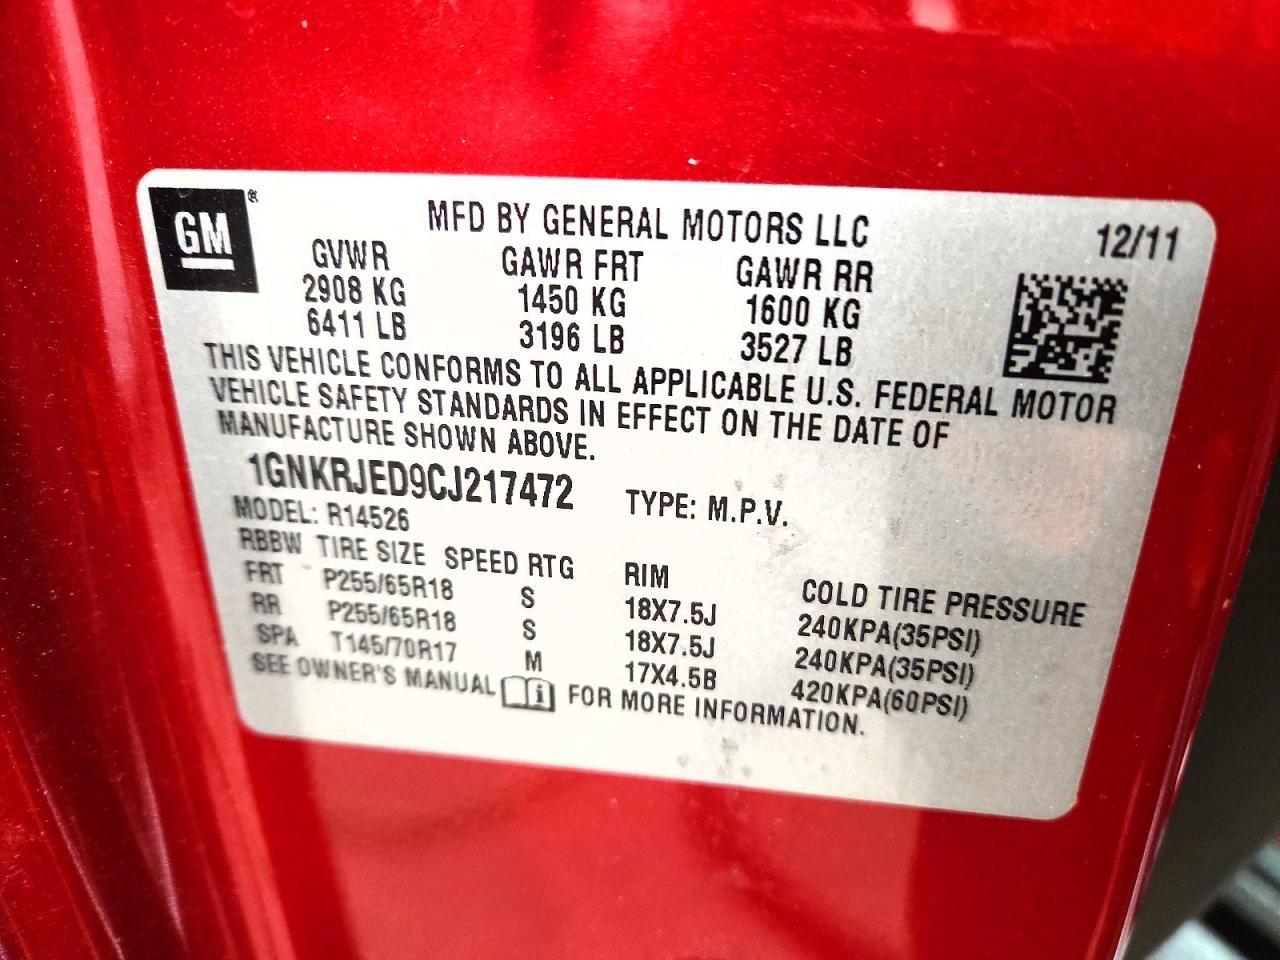 GM®
MFD BY GENERAL MOTORS LLC 12/11
GVWR GAWR FRT GAWR RR
2908 KG 1450 KG 1600 KG
6411 LB 3196 LB 3527 LB
THIS VEHICLE CONFORMS TO ALL APPLICABLE U.S. FEDERAL MOTOR
VEHICLE SAFETY STANDARDS IN EFFECT ON THE DATE OF
MANUFACTURE SHOWN ABOVE.
1GNKRJED9CJ217472 TYPE: M.P.V.
MODEL: R14526
RBBW TIRE SIZE SPEED RTG RIM COLD TIRE PRESSURE
FRT P255/65R18 S 18X7.5J 240KPA(35PSI)
RR P255/65R18 S 18X7.5J 240KPA(35PSI)
SPA T145/70R17 M 17X4.5B 420KPA(60PSI)
SEE OWNER'S MANUAL i FOR MORE INFORMATION.